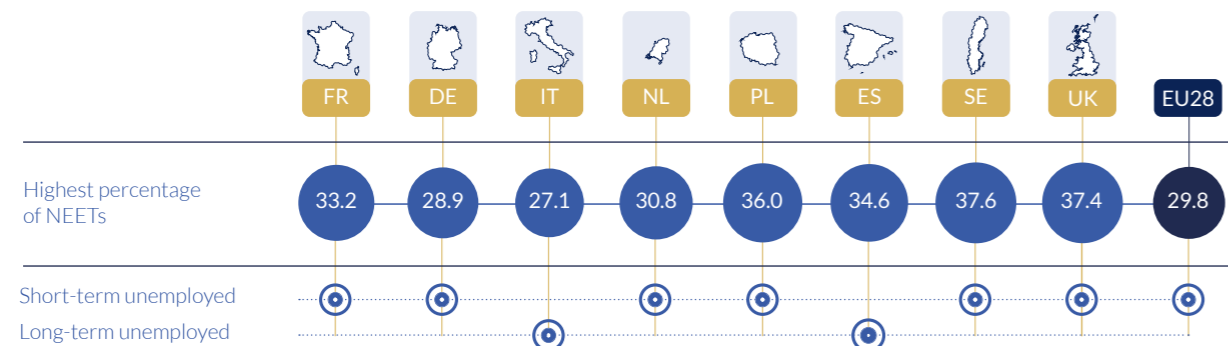 FR DE IT NL PL ES SE UK EU28
Highest percentage
of NEETs
33.2 28.9 27.1 30.8 36.0 34.6 37.6 37.4 29.8
Short-term unemployed
Long-term unemployed